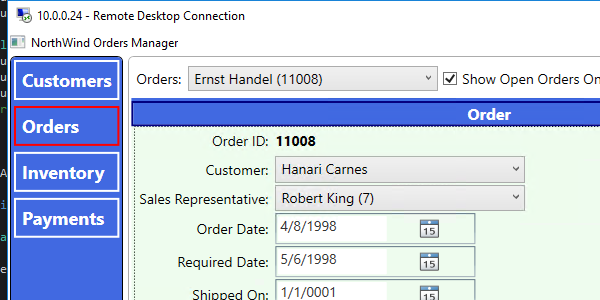 10.0.0.24 - Remote Desktop Connection
NorthWind Orders Manager
Customers
Orders
Inventory
Payments
Orders: Ernst Handel (11008) Show Open Orders On
Order
Order ID: 11008
Customer: Hanari Carnes
Sales Representative: Robert King (7)
Order Date: 4/8/1998 15
Required Date: 5/6/1998 15
Shipped On: 1/1/0001 15